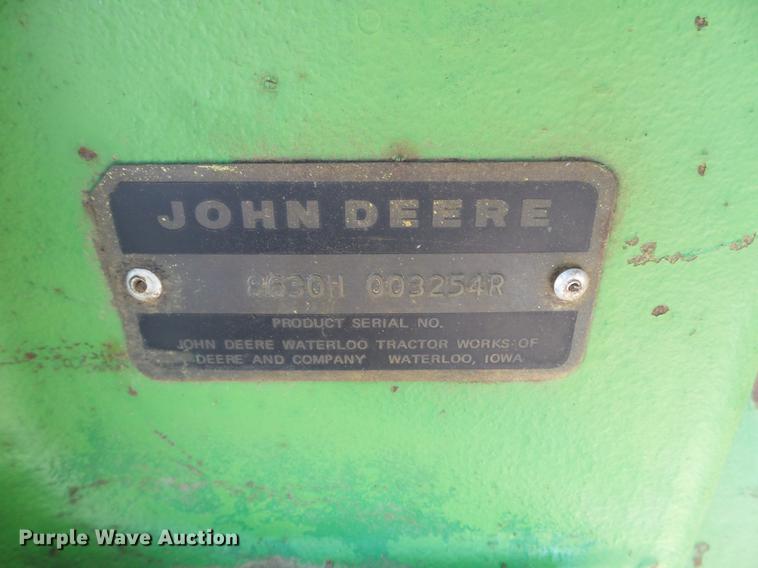 JOHN DEERE
8630H 003254R
PRODUCT SERIAL NO.
JOHN DEERE WATERLOO TRACTOR WORKS OF
DEERE AND COMPANY WATERLOO, IOWA
Purple Wave Auction